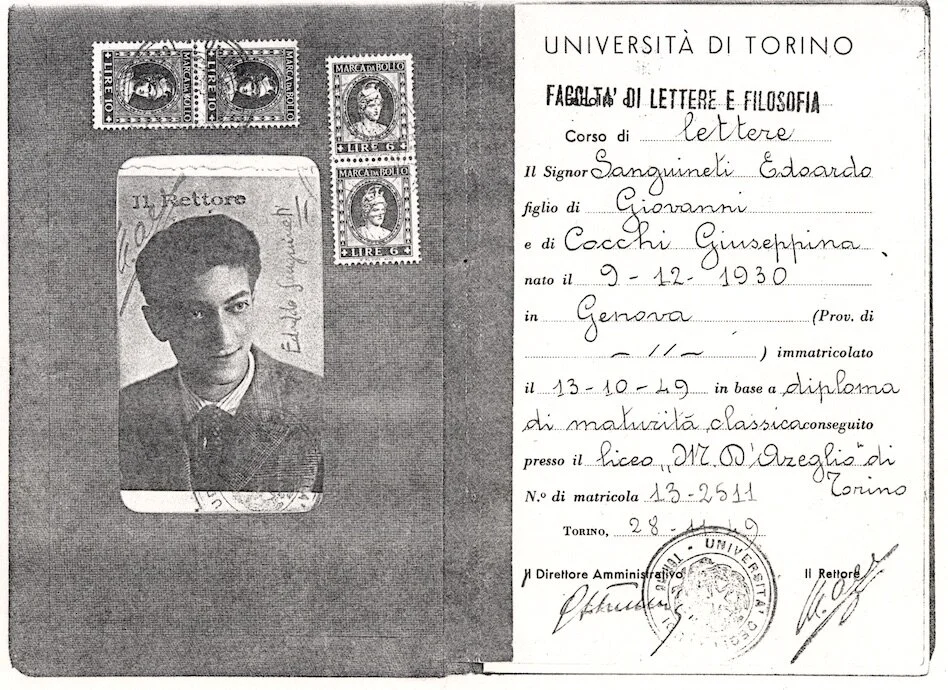 LIRE 10
MARCA DA BOLLO
LIRE 10
MARCA DA BOLLO
MARCA DA BOLLO
LIRE 6
MARCA DA BOLLO
LIRE 6
Il Rettore
Edoardo Sanguineti
UNIVERSITÀ DI TORINO
FACOLTA' DI LETTERE E FILOSOFIA
Corso di lettere
Il Signor Sanguineti Edoardo
figlio di Giovanni
e di Cocchi Giuseppina
nato il 9-12-1930
in Genova (Prov. di
— // — ) immatricolato
il 13-10-49 in base a diploma
di maturità classica conseguito
presso il liceo „M. D'Azeglio" di
Torino
N.º di matricola 13-2511
TORINO, 28-11-49
Il Direttore Amministrativo Il Rettore
UNIVERSITA' DEGLI